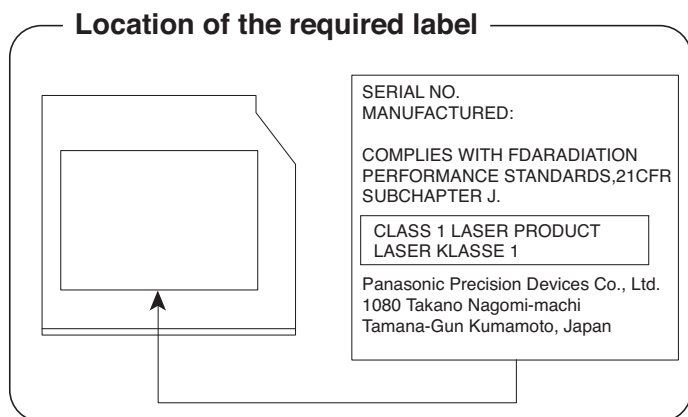 Location of the required label
SERIAL NO.
MANUFACTURED:
COMPLIES WITH FDARADIATION
PERFORMANCE STANDARDS,21CFR
SUBCHAPTER J.
CLASS 1 LASER PRODUCT
LASER KLASSE 1
Panasonic Precision Devices Co., Ltd.
1080 Takano Nagomi-machi
Tamana-Gun Kumamoto, Japan